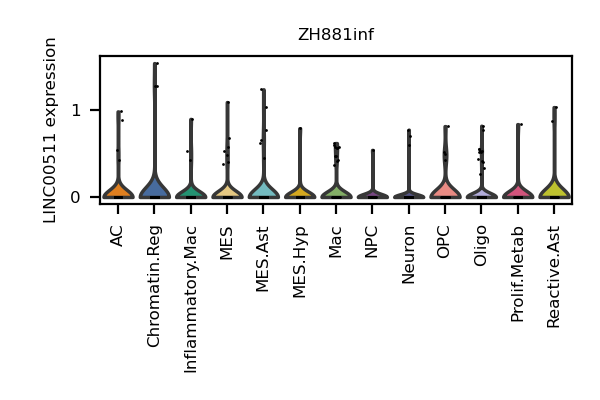 ZH881inf
LINC00511 expression
1
0
AC
Chromatin.Reg
Inflammatory.Mac
MES
MES.Ast
MES.Hyp
Mac
NPC
Neuron
OPC
Oligo
Prolif.Metab
Reactive.Ast